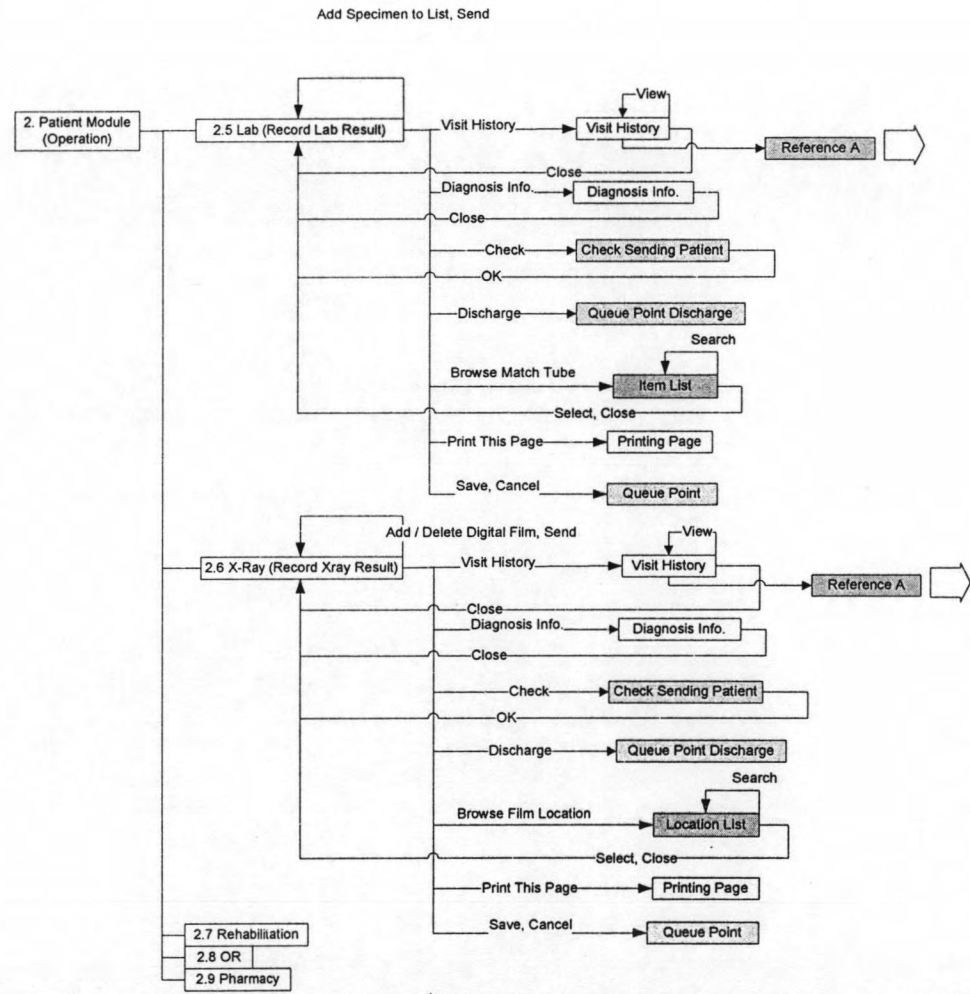 Add Specimen to List, Send
View
2. Patient Module
(Operation)
2.5 Lab (Record Lab Result)
Visit History
Visit History
Reference A
Close
Diagnosis Info.
Diagnosis Info.
Close
Check
Check Sending Patient
OK
Discharge
Queue Point Discharge
Search
Browse Match Tube
Item List
Select, Close
Print This Page
Printing Page
Save, Cancel
Queue Point
Add / Delete Digital Film, Send
View
2.6 X-Ray (Record Xray Result)
Visit History
Visit History
Reference A
Close
Diagnosis Info.
Diagnosis Info.
Close
Check
Check Sending Patient
OK
Discharge
Queue Point Discharge
Search
Browse Film Location
Location List
Select, Close
Print This Page
Printing Page
Save, Cancel
Queue Point
2.7 Rehabilitation
2.8 OR
2.9 Pharmacy